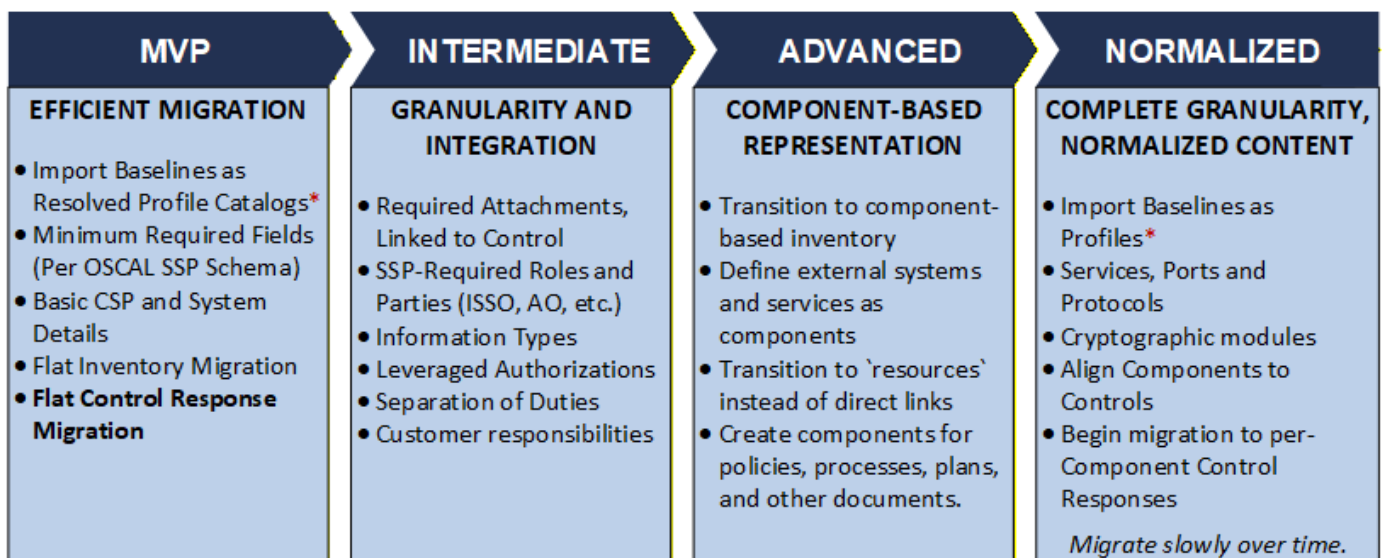 MVP
EFFICIENT MIGRATION
• Import Baselines as
Resolved Profile Catalogs*
• Minimum Required Fields
(Per OSCAL SSP Schema)
• Basic CSP and System
Details
• Flat Inventory Migration
• Flat Control Response
Migration
INTERMEDIATE
GRANULARITY AND
INTEGRATION
• Required Attachments,
Linked to Control
• SSP-Required Roles and
Parties (ISSO, AO, etc.)
• Information Types
• Leveraged Authorizations
• Separation of Duties
• Customer responsibilities
ADVANCED
COMPONENT-BASED
REPRESENTATION
• Transition to component-
based inventory
• Define external systems
and services as
components
• Transition to `resources`
instead of direct links
• Create components for
policies, processes, plans,
and other documents.
NORMALIZED
COMPLETE GRANULARITY,
NORMALIZED CONTENT
• Import Baselines as
Profiles*
• Services, Ports and
Protocols
• Cryptographic modules
• Align Components to
Controls
• Begin migration to per-
Component Control
Responses
Migrate slowly over time.